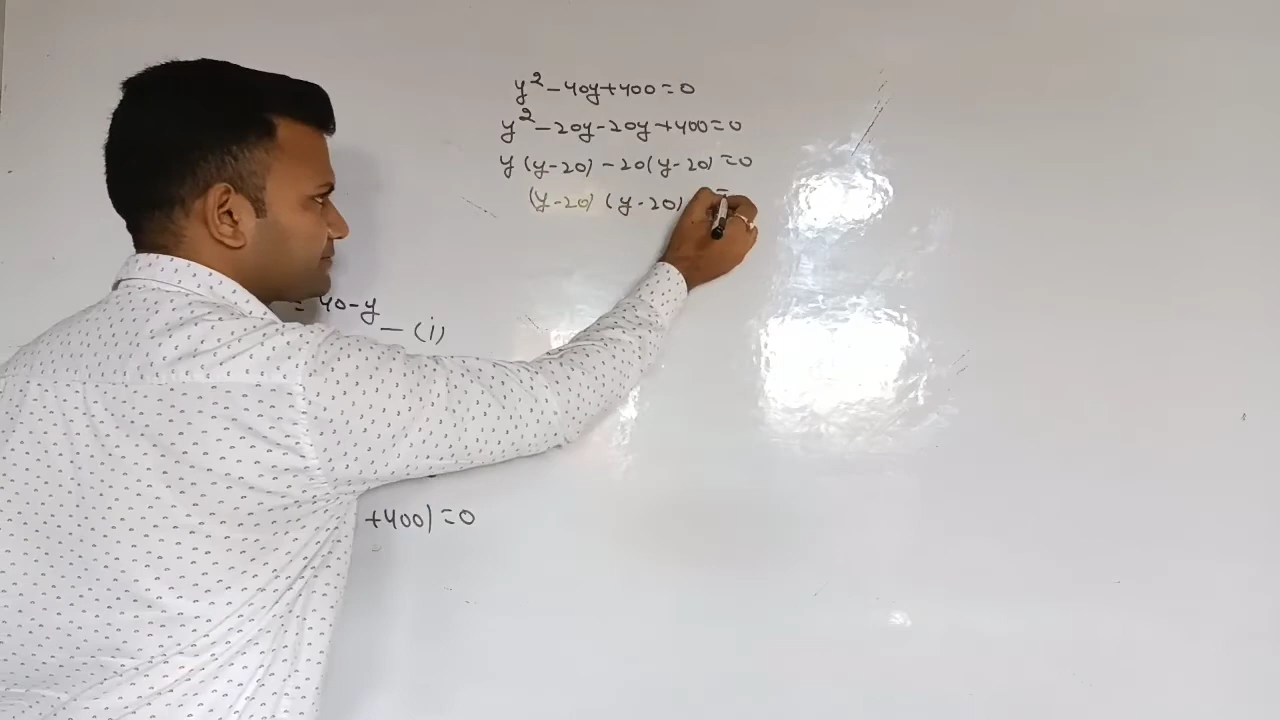 y² - 40y + 400 = 0
y² - 20y - 20y + 400 = 0
y (y - 20) - 20 (y - 20) = 0
(y - 20) (y - 20) =
= 40 - y
— (i)
+400) = 0